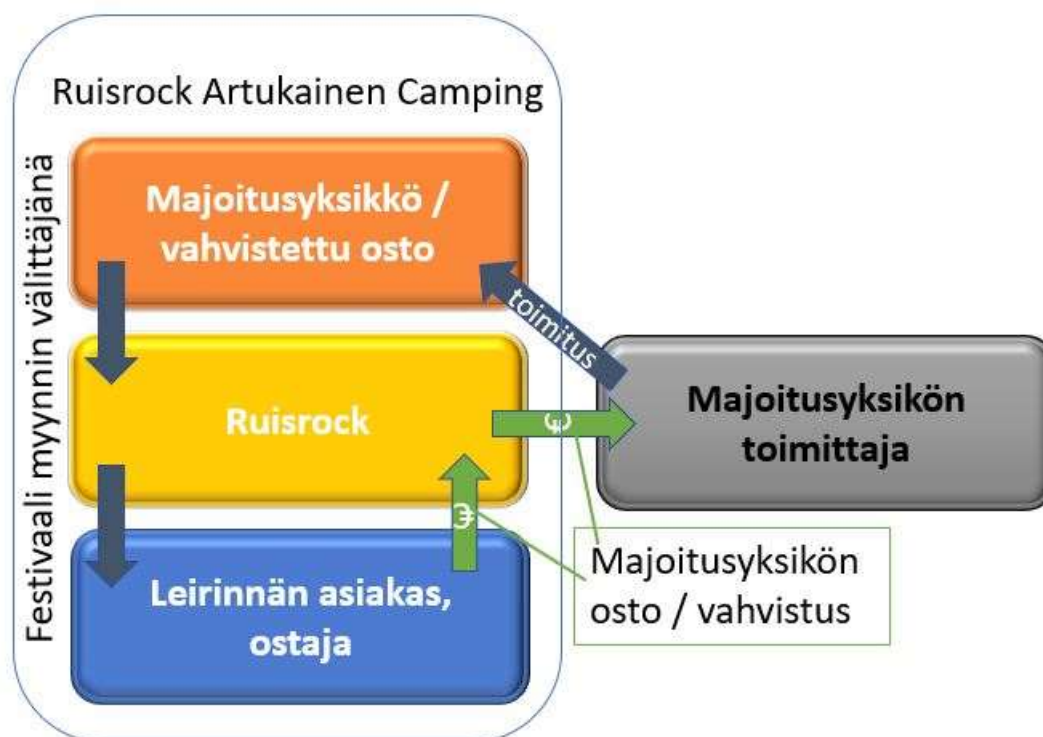 Ruisrock Artukainen Camping
Festivaali myynnin välittäjänä
Majoitusyksikkö /
vahvistettu osto
toimitus
Ruisrock
€
Majoitusyksikön
toimittaja
€
Leirinnän asiakas,
ostaja
Majoitusyksikön
osto / vahvistus